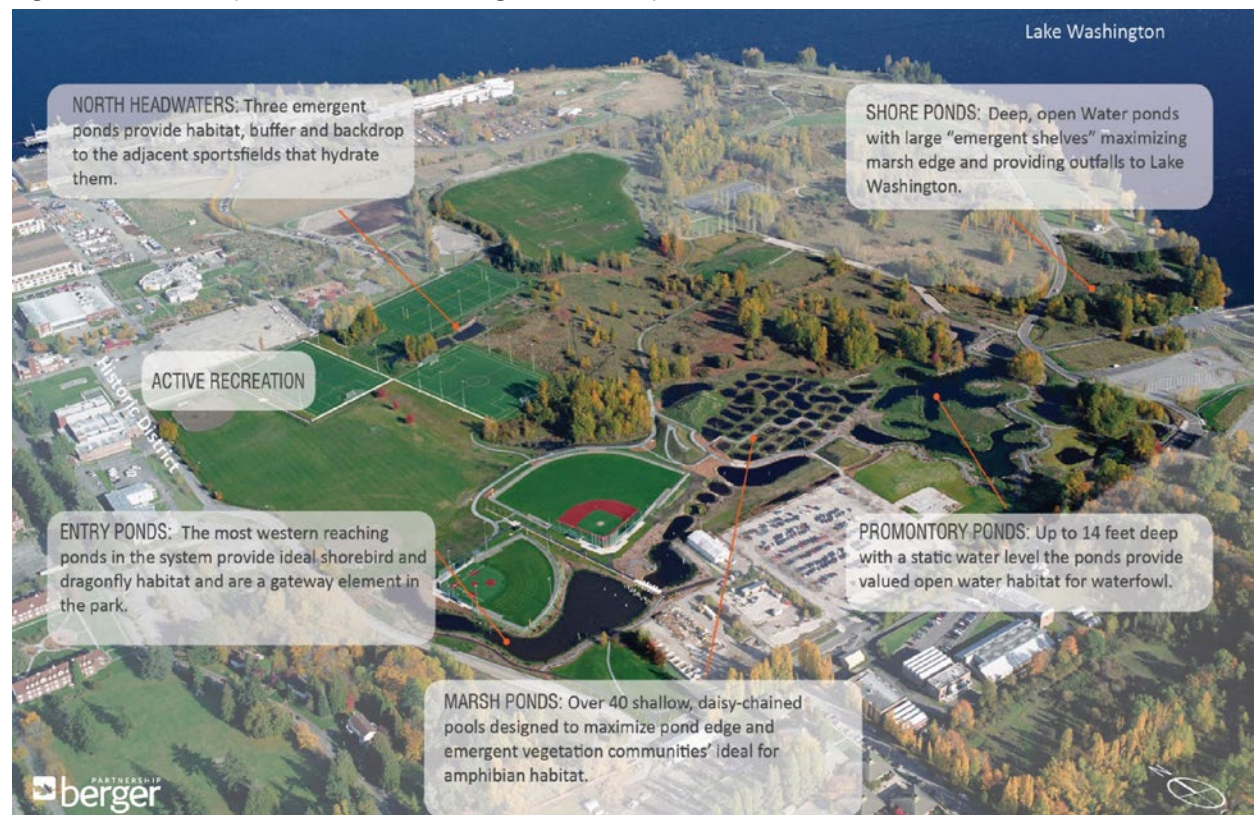 Lake Washington
NORTH HEADWATERS: Three emergent
ponds provide habitat, buffer and backdrop
to the adjacent sportsfields that hydrate
them.
SHORE PONDS: Deep, open Water ponds
with large “emergent shelves” maximizing
marsh edge and providing outfalls to Lake
Washington.
ACTIVE RECREATION
Historic District
ENTRY PONDS: The most western reaching
ponds in the system provide ideal shorebird and
dragonfly habitat and are a gateway element in
the park.
PROMONTORY PONDS: Up to 14 feet deep
with a static water level the ponds provide
valued open water habitat for waterfowl.
MARSH PONDS: Over 40 shallow, daisy-chained
pools designed to maximize pond edge and
emergent vegetation communities’ ideal for
amphibian habitat.
PARTNERSHIP
berger
N